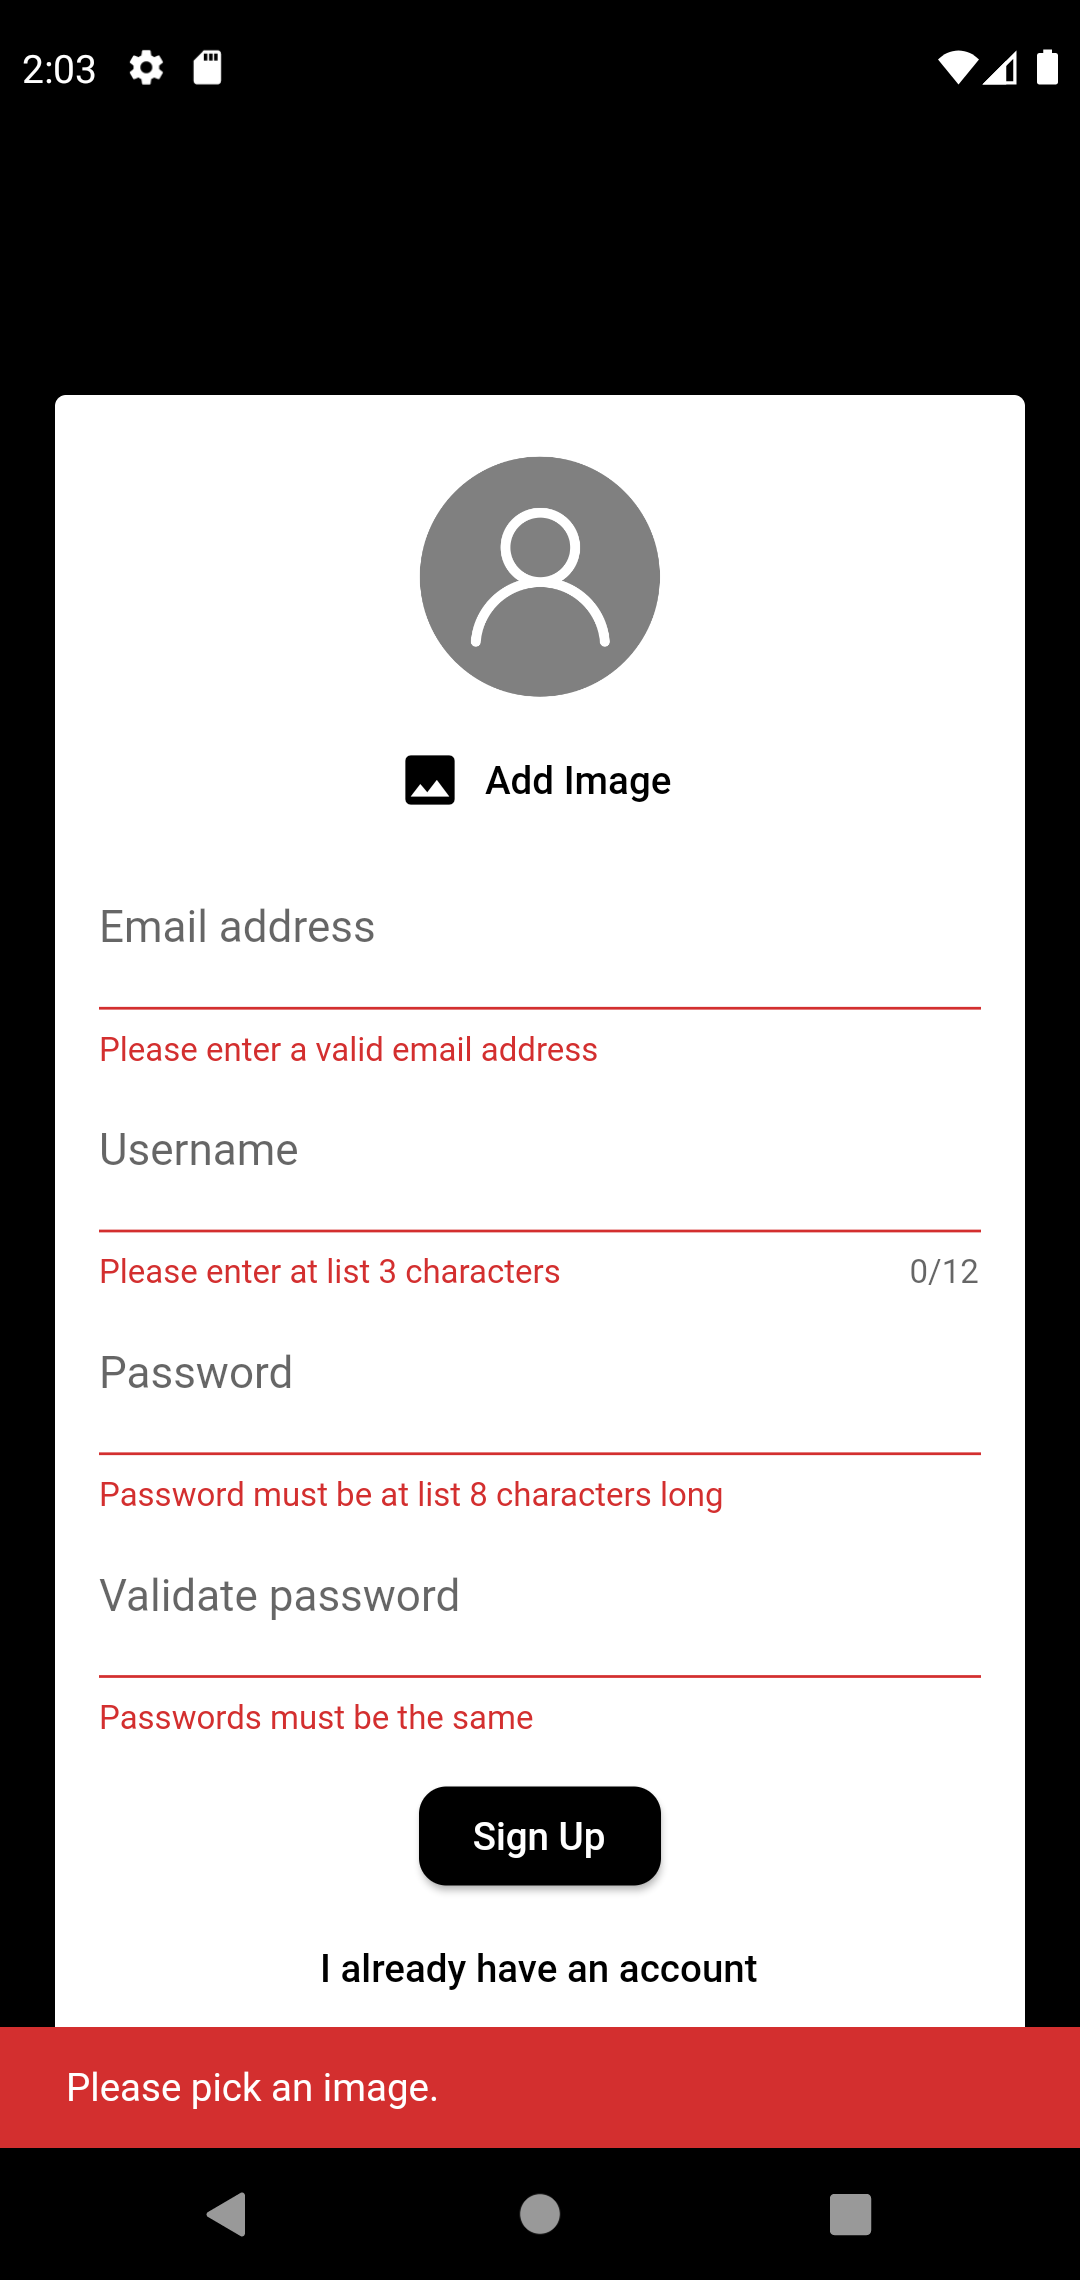 2:03
Add Image
Email address
Please enter a valid email address
Username
Please enter at list 3 characters 0/12
Password
Password must be at list 8 characters long
Validate password
Passwords must be the same
Sign Up
I already have an account
Please pick an image.